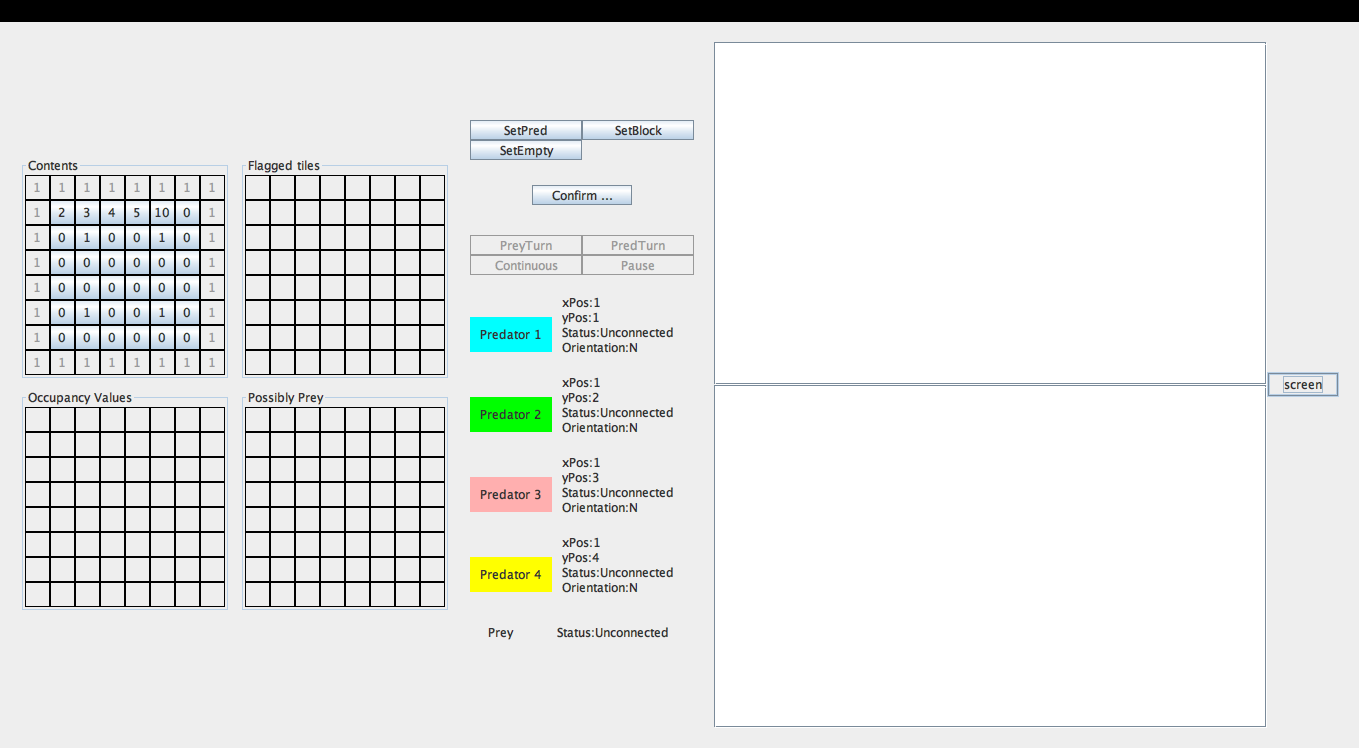 SetPred SetBlock
SetEmpty
Confirm ...
PreyTurn PredTurn
Continuous Pause
Contents
1 1 1 1 1 1 1 1
1 2 3 4 5 10 0 1
1 0 1 0 0 1 0 1
1 0 0 0 0 0 0 1
1 0 0 0 0 0 0 1
1 0 1 0 0 1 0 1
1 0 0 0 0 0 0 1
1 1 1 1 1 1 1 1
Flagged tiles
Occupancy Values
Possibly Prey
Predator 1
xPos:1
yPos:1
Status:Unconnected
Orientation:N
Predator 2
xPos:1
yPos:2
Status:Unconnected
Orientation:N
Predator 3
xPos:1
yPos:3
Status:Unconnected
Orientation:N
Predator 4
xPos:1
yPos:4
Status:Unconnected
Orientation:N
Prey Status:Unconnected
screen